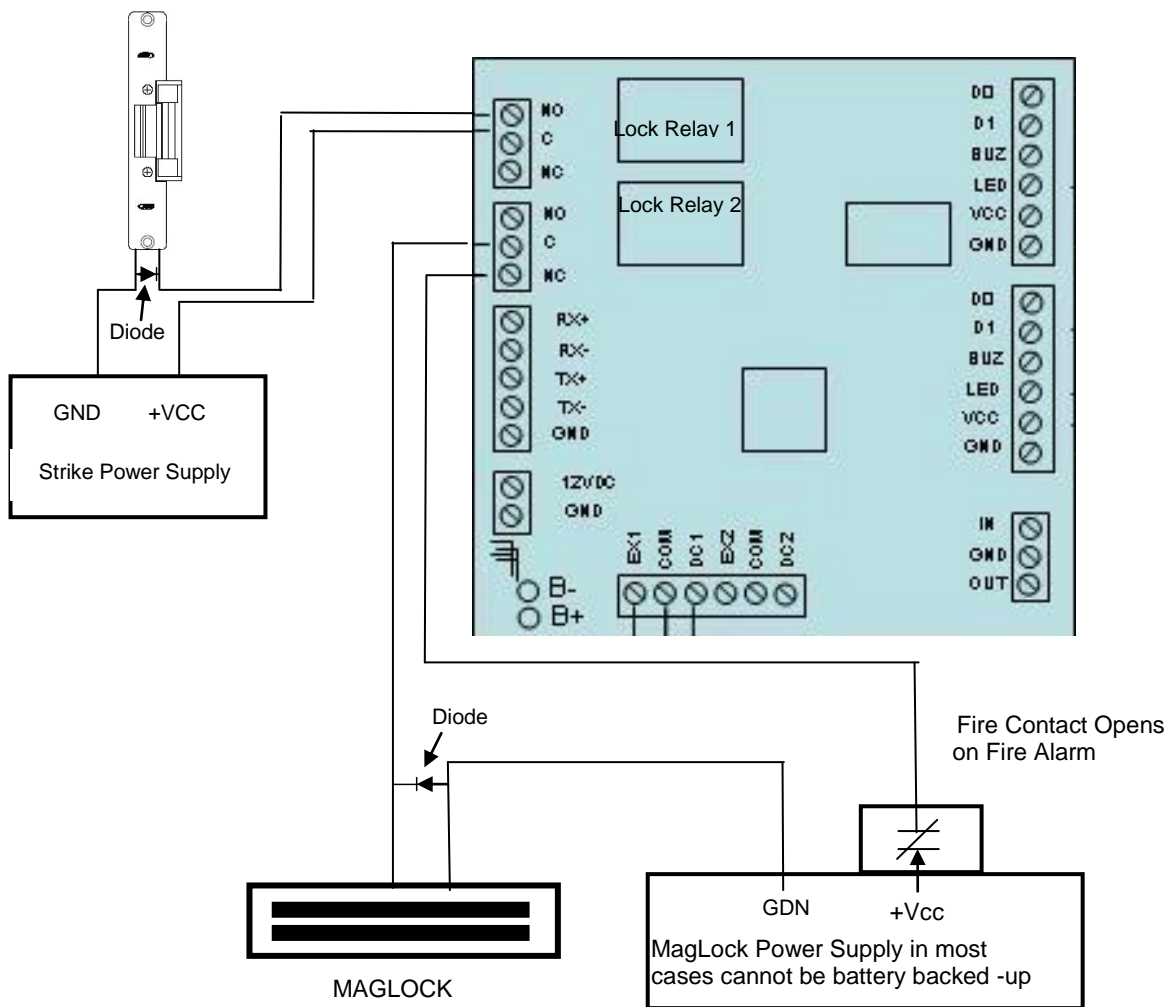 NO
C
NC
Lock Relay 1
NO
C
NC
Lock Relay 2
RX+
RX-
TX+
TX-
GND
12VDC
GND
B-
B+
EX1
COM
DC1
EX2
COM
DC2
D0
D1
BUZ
LED
VCC
GND
D0
D1
BUZ
LED
VCC
GND
IN
GND
OUT
Diode
GND +VCC
Strike Power Supply
Diode
Fire Contact Opens
on Fire Alarm
GDN +Vcc
MagLock Power Supply in most
cases cannot be battery backed -up
MAGLOCK